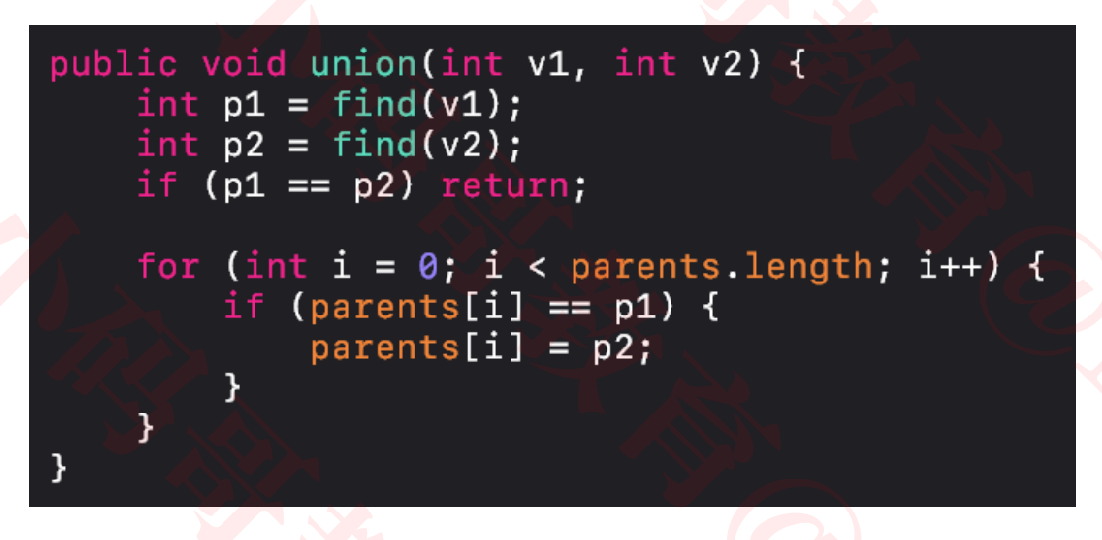 public void union(int v1, int v2) {
    int p1 = find(v1);
    int p2 = find(v2);
    if (p1 == p2) return;

    for (int i = 0; i < parents.length; i++) {
        if (parents[i] == p1) {
            parents[i] = p2;
        }
    }
}